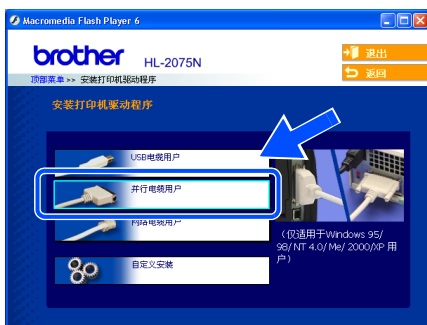 Macromedia Flash Player 6
brother HL-2075N
退出
返回
顶部菜单 >> 安装打印机驱动程序
安装打印机驱动程序
USB电缆用户
并行电缆用户
网络电缆用户
自定义安装
（仅适用于Windows 95/
98/ NT 4.0/ Me/ 2000/XP 用
户）